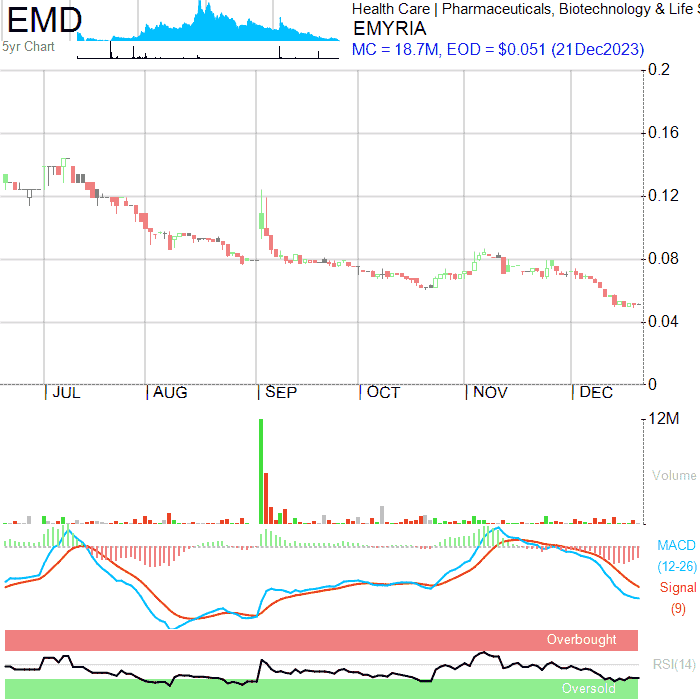 EMD
5yr Chart
Health Care | Pharmaceuticals, Biotechnology & Life S
EMYRIA
MC = 18.7M, EOD = $0.051 (21Dec2023)
0.2
0.16
0.12
0.08
0.04
0
JUL AUG SEP OCT NOV DEC
12M
Volume
MACD
(12-26)
Signal
(9)
Overbought
RSI(14)
Oversold